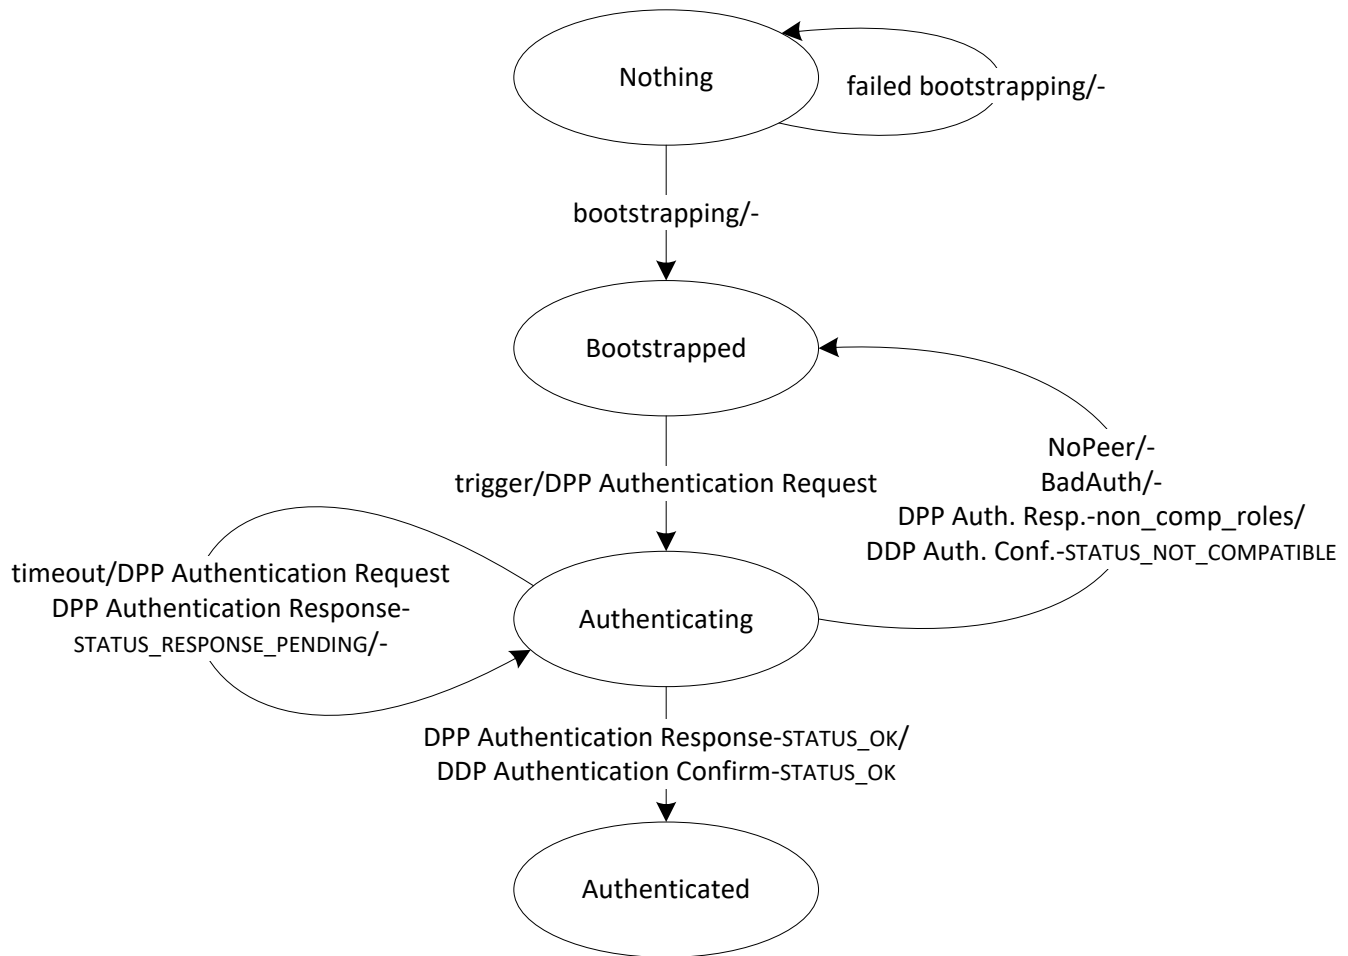 Nothing
failed bootstrapping/-
bootstrapping/-
Bootstrapped
NoPeer/-
BadAuth/-
DPP Auth. Resp.-non_comp_roles/
DDP Auth. Conf.-STATUS_NOT_COMPATIBLE
trigger/DPP Authentication Request
timeout/DPP Authentication Request
DPP Authentication Response-
STATUS_RESPONSE_PENDING/-
Authenticating
DPP Authentication Response-STATUS_OK/
DDP Authentication Confirm-STATUS_OK
Authenticated